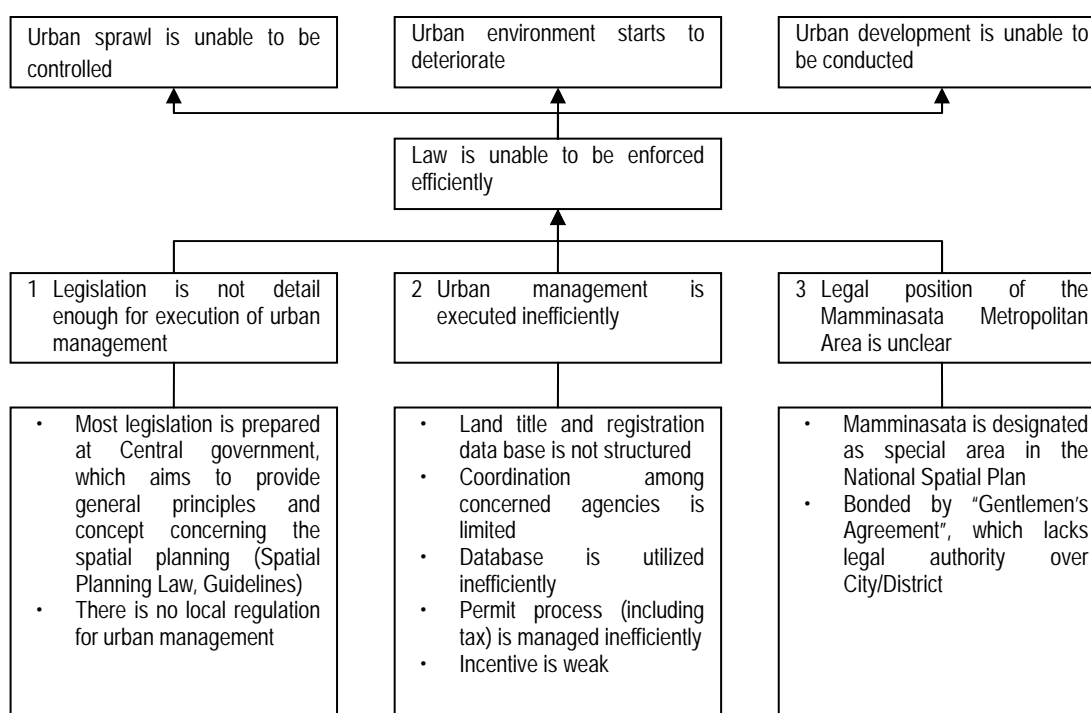 Urban sprawl is unable to be
controlled
Urban environment starts to
deteriorate
Urban development is unable to
be conducted
Law is unable to be enforced
efficiently
1 Legislation is not detail
enough for execution of urban
management
2 Urban management is
executed inefficiently
3 Legal position of the
Mamminasata Metropolitan
Area is unclear
• Most legislation is prepared
at Central government,
which aims to provide
general principles and
concept concerning the
spatial planning (Spatial
Planning Law, Guidelines)
• There is no local regulation
for urban management
• Land title and registration
data base is not structured
• Coordination among
concerned agencies is
limited
• Database is utilized
inefficiently
• Permit process (including
tax) is managed inefficiently
• Incentive is weak
• Mamminasata is designated
as special area in the
National Spatial Plan
• Bonded by “Gentlemen’s
Agreement”, which lacks
legal authority over
City/District